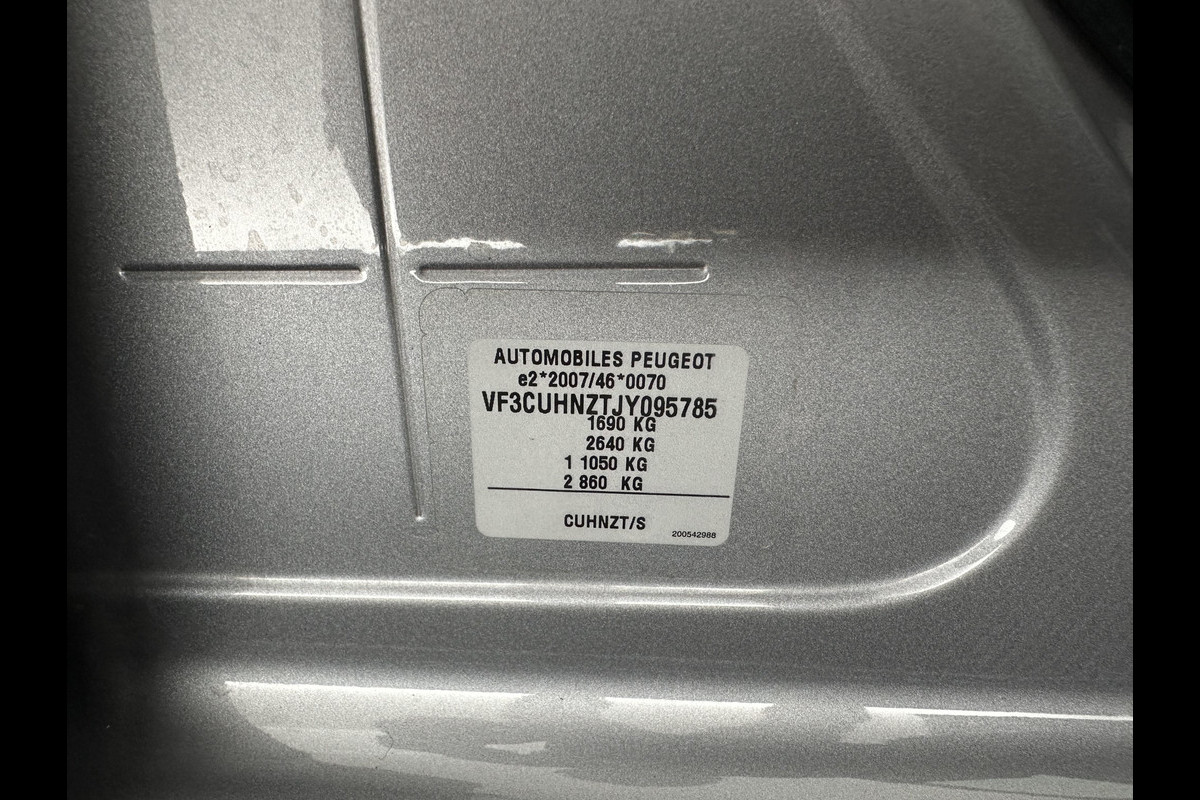 AUTOMOBILES PEUGEOT
e2*2007/46*0070
VF3CUHNZTJY095785
1690 KG
2640 KG
1 1050 KG
2 860 KG
CUHNZT/S
200542988